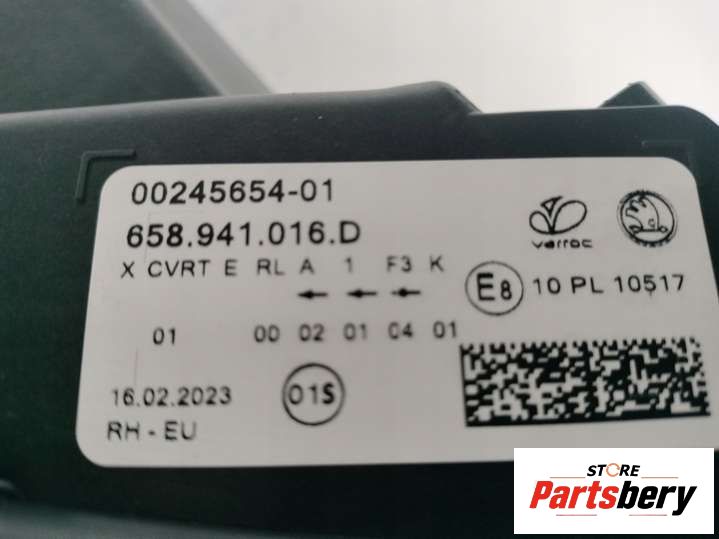 00245654-01
658.941.016.D
varroc
X CVRT E RL A 1 F3 K
← ← ←
E8 10 PL 10517
01 00 02 01 04 01
16.02.2023 01S
RH - EU
STORE
Partsbery